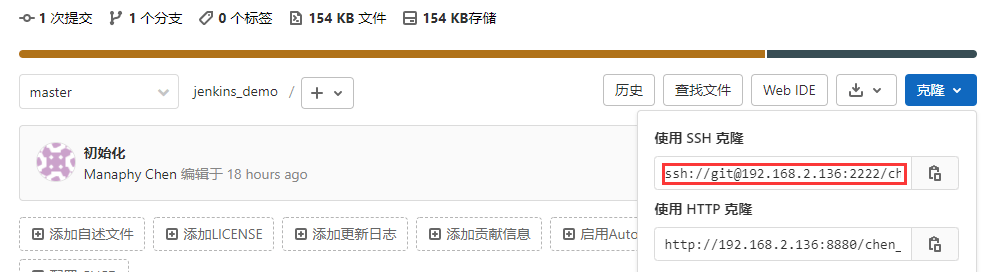 1 次提交 1 个分支 0 个标签 154 KB 文件 154 KB存储
master jenkins_demo / + 历史 查找文件 Web IDE 克隆
使用 SSH 克隆
ssh://git@192.168.2.136:2222/ch
初始化
Manaphy Chen 编辑于 18 hours ago
使用 HTTP 克隆
http://192.168.2.136:8880/chen_
添加自述文件 添加LICENSE 添加更新日志 添加贡献信息 启用Auto